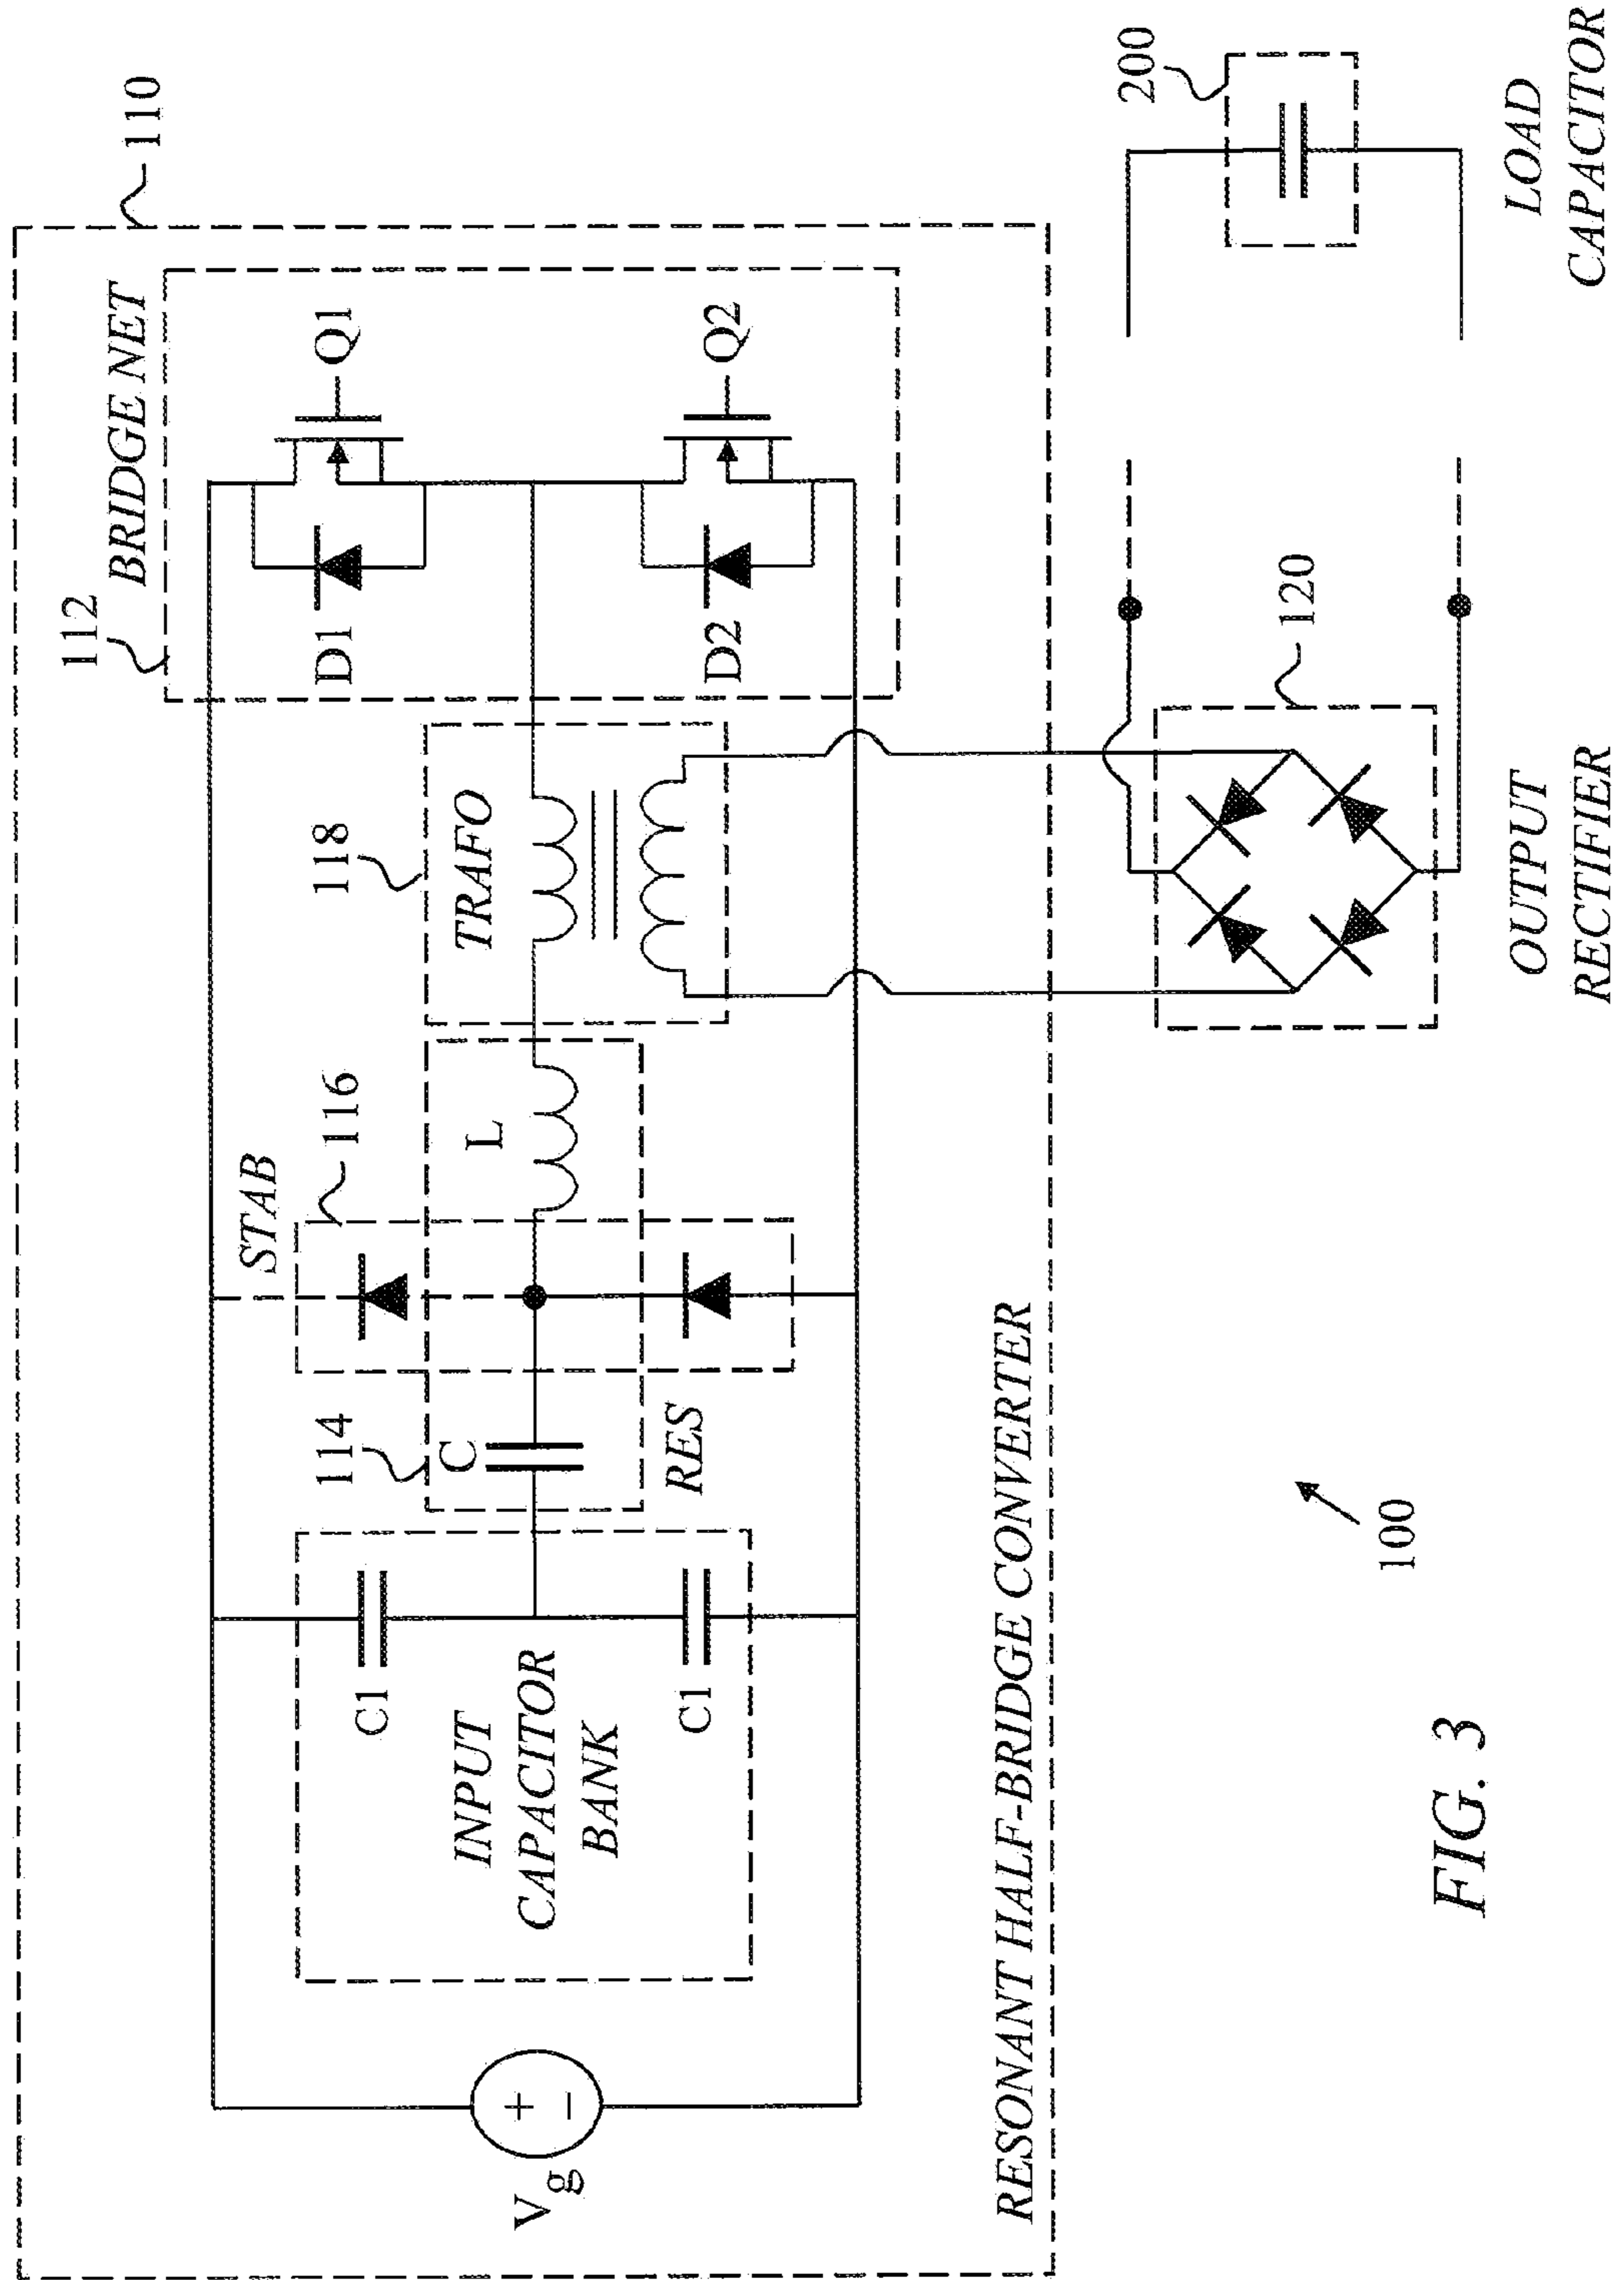 110
112
BRIDGE NET
Q1
D1
Q2
D2
118
TRAFO
STAB
116
L
114
C
RES
C1
INPUT
CAPACITOR
BANK
C1
Vg
+
−
RESONANT HALF-BRIDGE CONVERTER
200
LOAD
CAPACITOR
120
OUTPUT
RECTIFIER
100
FIG. 3